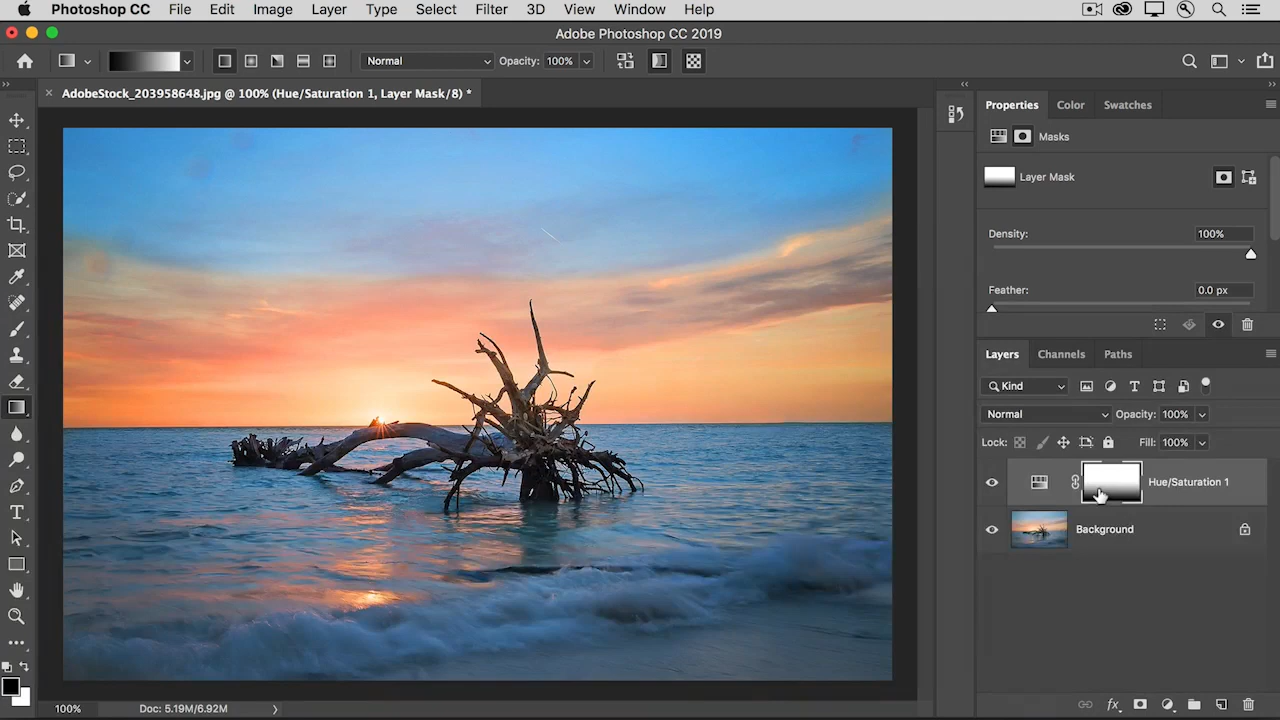 Photoshop CC File Edit Image Layer Type Select Filter 3D View Window Help
Adobe Photoshop CC 2019
Normal Opacity: 100%
AdobeStock_203958648.jpg @ 100% (Hue/Saturation 1, Layer Mask/8) *
Properties Color Swatches
Masks
Layer Mask
Density: 100%
Feather: 0.0 px
Layers Channels Paths
Kind
Normal Opacity: 100%
Lock: Fill: 100%
Hue/Saturation 1
Background
100% Doc: 5.19M/6.92M